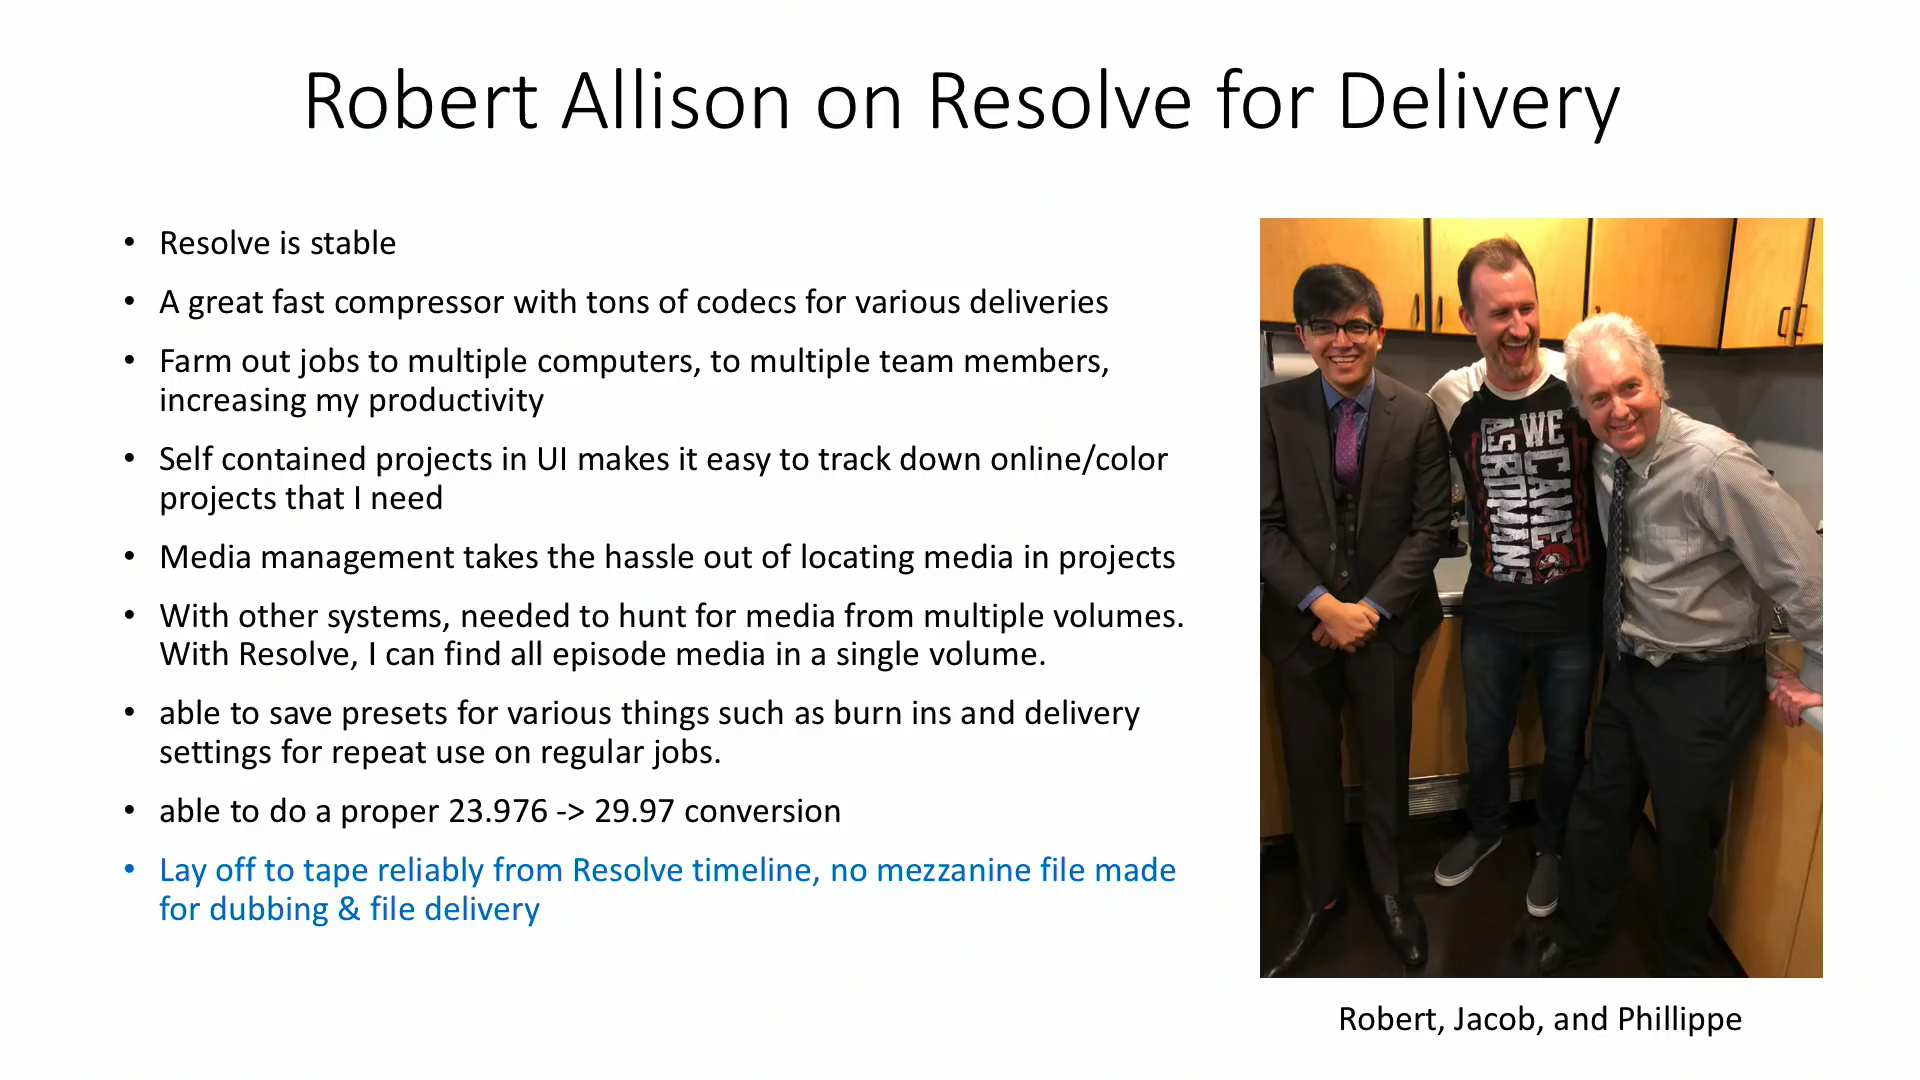 Robert Allison on Resolve for Delivery
• Resolve is stable
• A great fast compressor with tons of codecs for various deliveries
• Farm out jobs to multiple computers, to multiple team members,
increasing my productivity
• Self contained projects in UI makes it easy to track down online/color
projects that I need
• Media management takes the hassle out of locating media in projects
• With other systems, needed to hunt for media from multiple volumes.
With Resolve, I can find all episode media in a single volume.
• able to save presets for various things such as burn ins and delivery
settings for repeat use on regular jobs.
• able to do a proper 23.976 -> 29.97 conversion
• Lay off to tape reliably from Resolve timeline, no mezzanine file made
for dubbing & file delivery
WE
CAME
AS
ROMANS
Robert, Jacob, and Phillippe